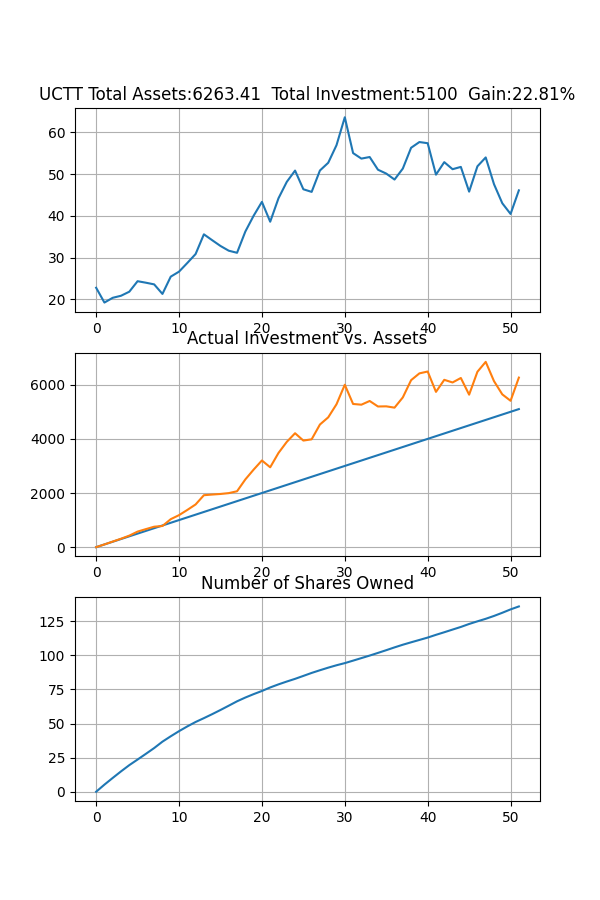 UCTT Total Assets:6263.41  Total Investment:5100  Gain:22.81%
60
50
40
30
20
0 10 20 30 40 50
Actual Investment vs. Assets
6000
4000
2000
0
0 10 20 30 40 50
Number of Shares Owned
125
100
75
50
25
0
0 10 20 30 40 50